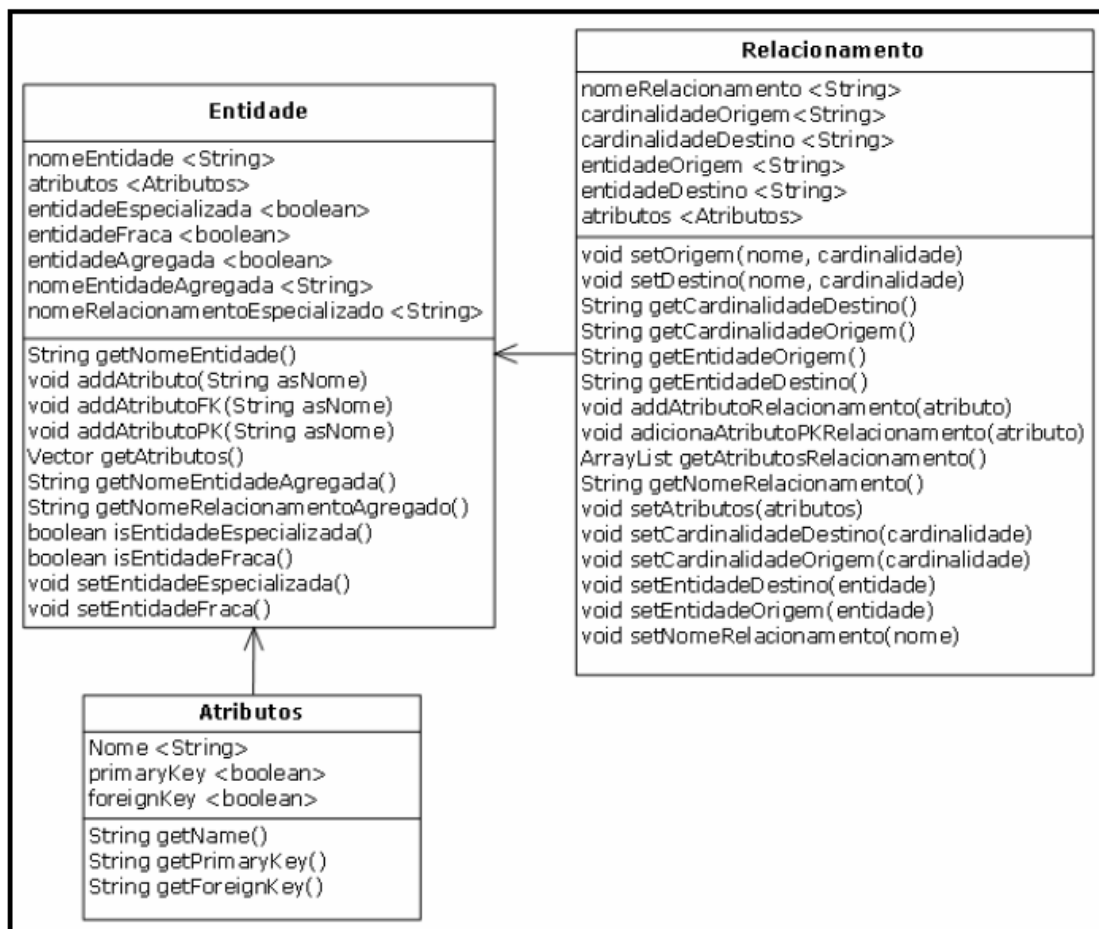 Entidade
nomeEntidade <String>
atributos <Atributos>
entidadeEspecializada <boolean>
entidadeFraca <boolean>
entidadeAgregada <boolean>
nomeEntidadeAgregada <String>
nomeRelacionamentoEspecializado <String>
String getNomeEntidade()
void addAtributo(String asNome)
void addAtributoFK(String asNome)
void addAtributoPK(String asNome)
Vector getAtributos()
String getNomeEntidadeAgregada()
String getNomeRelacionamentoAgregado()
boolean isEntidadeEspecializada()
boolean isEntidadeFraca()
void setEntidadeEspecializada()
void setEntidadeFraca()
Relacionamento
nomeRelacionamento <String>
cardinalidadeOrigem<String>
cardinalidadeDestino <String>
entidadeOrigem <String>
entidadeDestino <String>
atributos <Atributos>
void setOrigem(nome, cardinalidade)
void setDestino(nome, cardinalidade)
String getCardinalidadeDestino()
String getCardinalidadeOrigem()
String getEntidadeOrigem()
String getEntidadeDestino()
void addAtributoRelacionamento(atributo)
void adicionaAtributoPKRelacionamento(atributo)
ArrayList getAtributosRelacionamento()
String getNomeRelacionamento()
void setAtributos(atributos)
void setCardinalidadeDestino(cardinalidade)
void setCardinalidadeOrigem(cardinalidade)
void setEntidadeDestino(entidade)
void setEntidadeOrigem(entidade)
void setNomeRelacionamento(nome)
Atributos
Nome <String>
primaryKey <boolean>
foreignKey <boolean>
String getName()
String getPrimaryKey()
String getForeignKey()